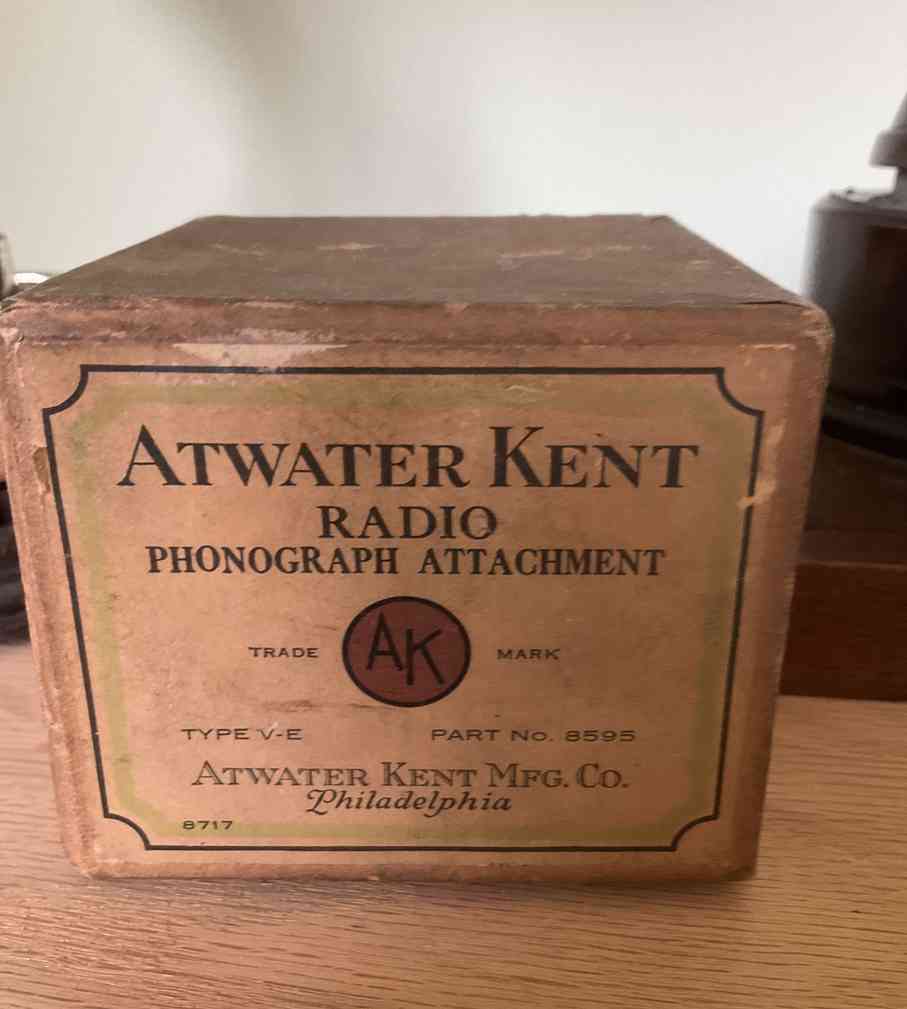 ATWATER KENT
RADIO
PHONOGRAPH ATTACHMENT
TRADE AK MARK
TYPE V-E PART No. 8595
ATWATER KENT MFG. CO.
Philadelphia
8717